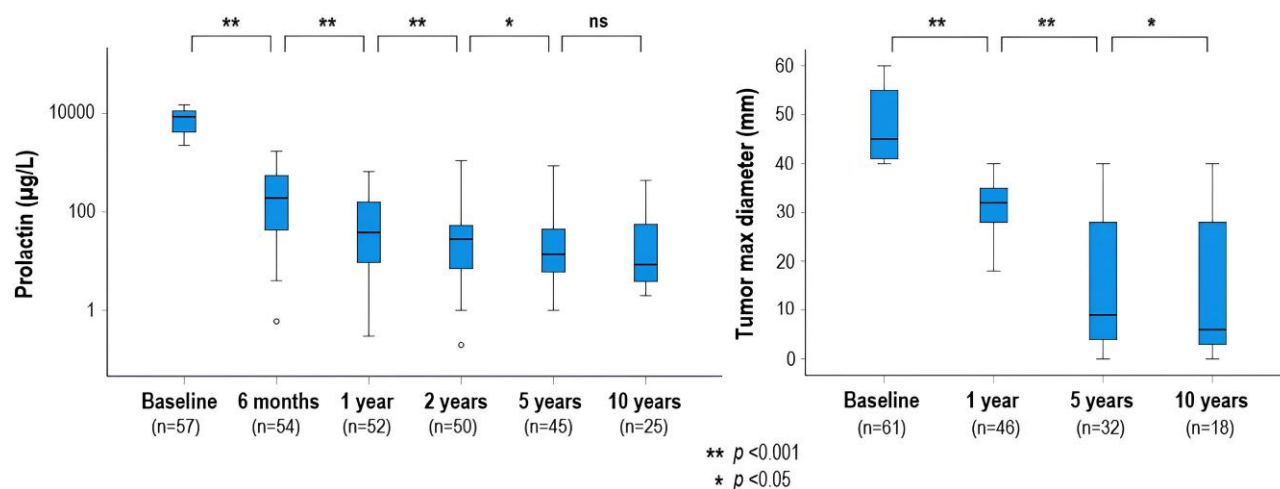 ** ** ** * ns
Prolactin (µg/L)
10000
100
1
Baseline 6 months 1 year 2 years 5 years 10 years
(n=57) (n=54) (n=52) (n=50) (n=45) (n=25)
** ** *
Tumor max diameter (mm)
60
50
40
30
20
10
0
Baseline 1 year 5 years 10 years
(n=61) (n=46) (n=32) (n=18)
** p <0.001
* p <0.05